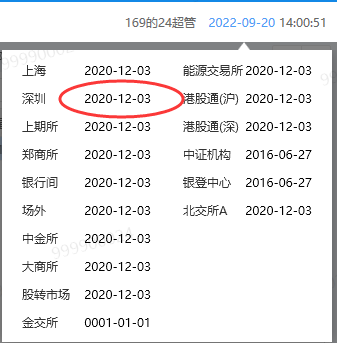 169的24超管 2022-09-20 14:00:51
上海 2020-12-03 能源交易所 2020-12-03
深圳 2020-12-03 港股通(沪) 2020-12-03
上期所 2020-12-03 港股通(深) 2020-12-03
郑商所 2020-12-03 中证机构 2016-06-27
银行间 2020-12-03 银登中心 2016-06-27
场外 2020-12-03 北交所A 2020-12-03
中金所 2020-12-03
大商所 2020-12-03
股转市场 2020-12-03
金交所 0001-01-01